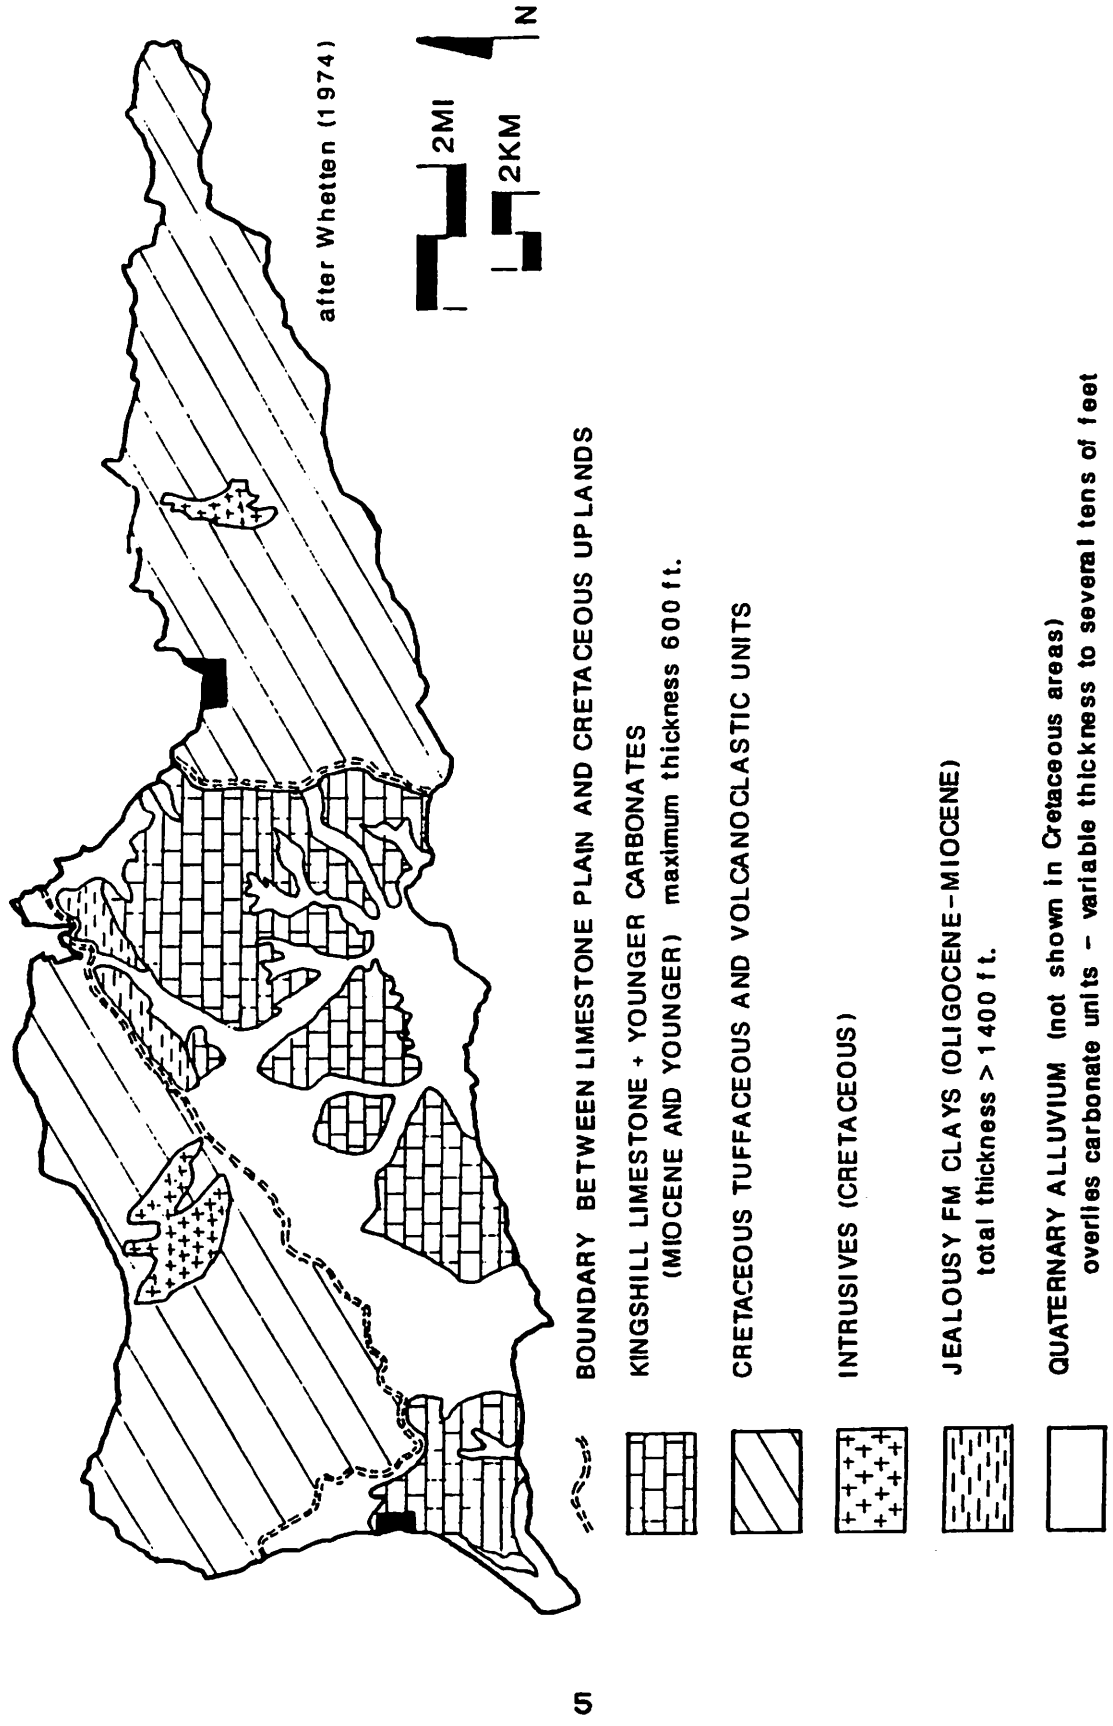 after Whetten (1974)
2MI
2KM
N
BOUNDARY BETWEEN LIMESTONE PLAIN AND CRETACEOUS UPLANDS
KINGSHILL LIMESTONE + YOUNGER CARBONATES
(MIOCENE AND YOUNGER) maximum thickness 600 ft.
CRETACEOUS TUFFACEOUS AND VOLCANOCLASTIC UNITS
INTRUSIVES (CRETACEOUS)
JEALOUSY FM CLAYS (OLIGOCENE-MIOCENE)
total thickness > 1400 ft.
QUATERNARY ALLUVIUM (not shown in Cretaceous areas)
overlies carbonate units - variable thickness to several tens of feet
5